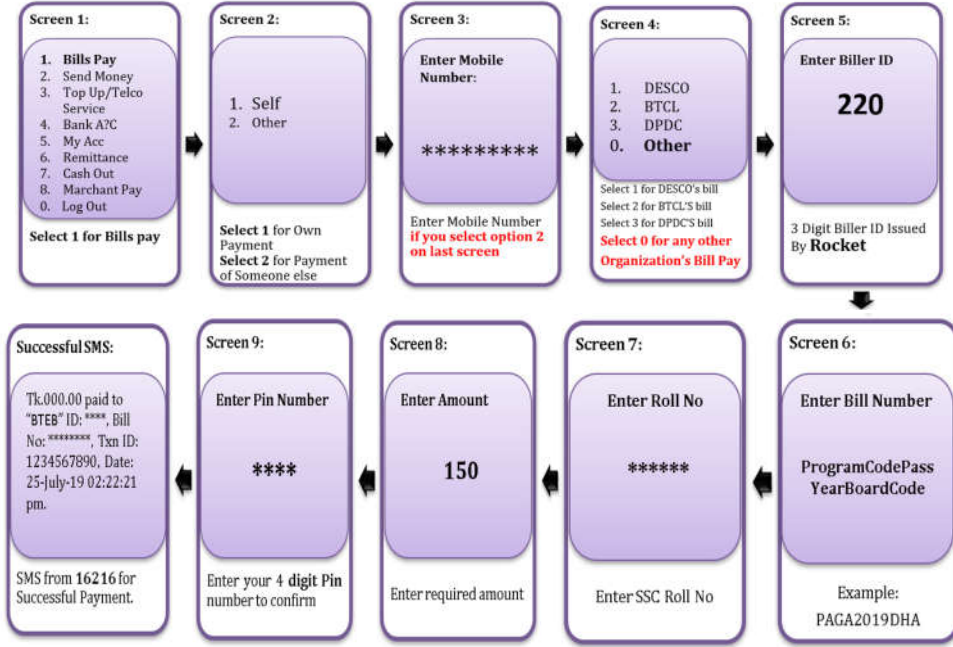 Screen 1:
1. Bills Pay
2. Send Money
3. Top Up/Telco
Service
4. Bank A?C
5. My Acc
6. Remittance
7. Cash Out
8. Marchant Pay
0. Log Out
Select 1 for Bills pay
Screen 2:
1. Self
2. Other
Select 1 for Own
Payment
Select 2 for Payment
of Someone else
Screen 3:
Enter Mobile
Number:
*********
Enter Mobile Number
if you select option 2
on last screen
Screen 4:
1. DESCO
2. BTCL
3. DPDC
0. Other
Select 1 for DESCO's bill
Select 2 for BTCL'S bill
Select 3 for DPDC'S bill
Select 0 for any other
Organization's Bill Pay
Screen 5:
Enter Biller ID
220
3 Digit Biller ID Issued
By Rocket
Screen 6:
Enter Bill Number
ProgramCodePass
YearBoardCode
Example:
PAGA2019DHA
Screen 7:
Enter Roll No
******
Enter SSC Roll No
Screen 8:
Enter Amount
150
Enter required amount
Screen 9:
Enter Pin Number
****
Enter your 4 digit Pin
number to confirm
Successful SMS:
Tk.000.00 paid to
"BTEB" ID: ****, Bill
No: ********, Txn ID:
1234567890, Date:
25-July-19 02:22:21
pm.
SMS from 16216 for
Successful Payment.